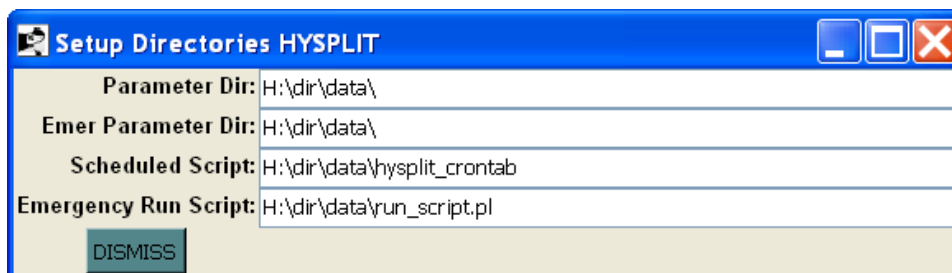 Setup Directories HYSPLIT
Parameter Dir: H:\dir\data\
Emer Parameter Dir: H:\dir\data\
Scheduled Script: H:\dir\data\hysplit_crontab
Emergency Run Script: H:\dir\data\run_script.pl
DISMISS